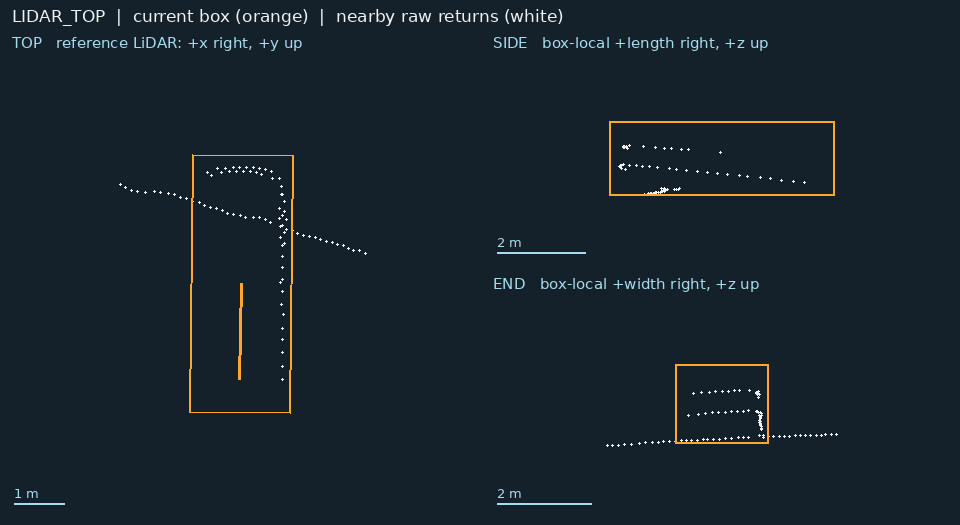 LIDAR_TOP  |  current box (orange)  |  nearby raw returns (white)
TOP   reference LiDAR: +x right, +y up
SIDE   box-local +length right, +z up
2 m
END   box-local +width right, +z up
1 m
2 m